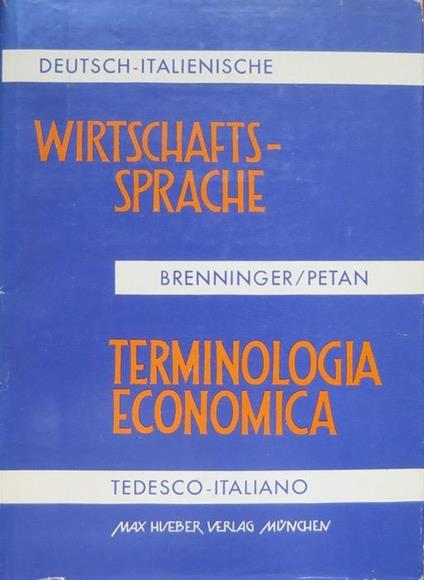 DEUTSCH-ITALIENISCHE
WIRTSCHAFTS-
SPRACHE
BRENNINGER/PETAN
TERMINOLOGIA
ECONOMICA
TEDESCO-ITALIANO
MAX HUEBER VERLAG MÜNCHEN